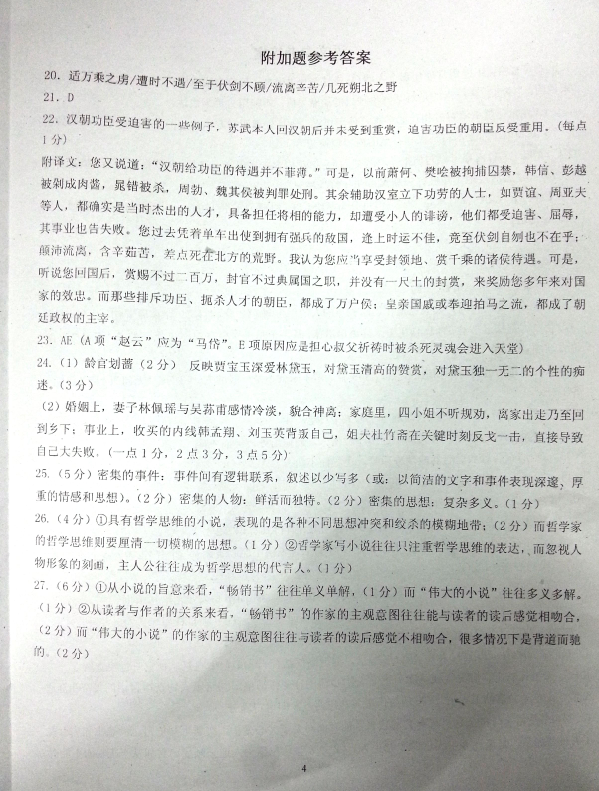 附加题参考答案
20．适万乘之虏/遭时不遇/至于伏剑不顾/流离辛苦/几死朔北之野
21．D
22．汉朝功臣受迫害的一些例子．苏武本人回汉朝后并未受到重赏，迫害功臣的朝臣反受重用。（每点
1分）
附译文：您又说道：“汉朝给功臣的待遇并不菲薄。”可是，以前萧何、樊哙被拘捕囚禁，韩信、彭越
被剁成肉酱，晁错被杀，周勃、魏其侯被判罪处刑。其余辅助汉室立下功劳的人士，如贾谊、周亚夫
等人，都确实是当时杰出的人才，具备担任将相的能力，却遭受小人的诽谤，他们都受迫害、屈辱，
其事业也告失败。您过去凭着单车出使到拥有强兵的敌国，逢上时运不佳，竟至伏剑自刎也不在乎；
颠沛流离，含辛茹苦，差点死在北方的荒野。我认为您应当享受封领地、赏千乘的诸侯待遇。可是，
听说您回国后，赏赐不过二百万，封官不过典属国之职，并没有一尺土的封赏，来奖励您多年来对国
家的效忠。而那些排斥功臣、扼杀人才的朝臣，都成了万户侯；皇亲国戚或奉迎拍马之流，都成了朝
廷政权的主宰。
23．AE（A项“赵云”应为“马岱”。E项原因应是担心叔父祈祷时被杀死灵魂会进入天堂）
24．（1）龄官划蔷（2分） 反映贾宝玉深爱林黛玉，对黛玉清高的赞赏，对黛玉独一无二的个性的痴
迷。（3分）
（2）婚姻上，妻子林佩瑶与吴荪甫感情冷淡，貌合神离；家庭里，四小姐不听规劝，离家出走乃至回
到乡下；事业上，收买的内线韩孟翔、刘玉英背叛自己，姐夫杜竹斋在关键时刻反戈一击，直接导致
自己大失败．（一点1分，2点3分，3点5分）
25．（5分）密集的事件：事件间有逻辑联系，叙述以少写多（或：以简洁的文字和事件表现深邃、厚
重的情感和思想）。（2分）密集的人物：鲜活而独特。（2分）密集的思想：复杂多义。（1分）
26．（4分）①具有哲学思维的小说，表现的是各种不同思想冲突和绞杀的模糊地带；（2分）而哲学家
的哲学思维则要厘清一切模糊的思想。（1分）②哲学家写小说往往只注重哲学思维的表达，而忽视人
物形象的刻画，主人公往往成为哲学思想的代言人。（1分）
27．（6分）①从小说的旨意来看，“畅销书”往往单义单解，（1分）而“伟大的小说”往往多义多解。
（1分）②从读者与作者的关系来看，“畅销书”的作家的主观意图往往能与读者的读后感觉相吻合，
（2分）而“伟大的小说”的作家的主观意图往往与读者的读后感觉不相吻合，很多情况下是背道而驰
的。（2分）
4